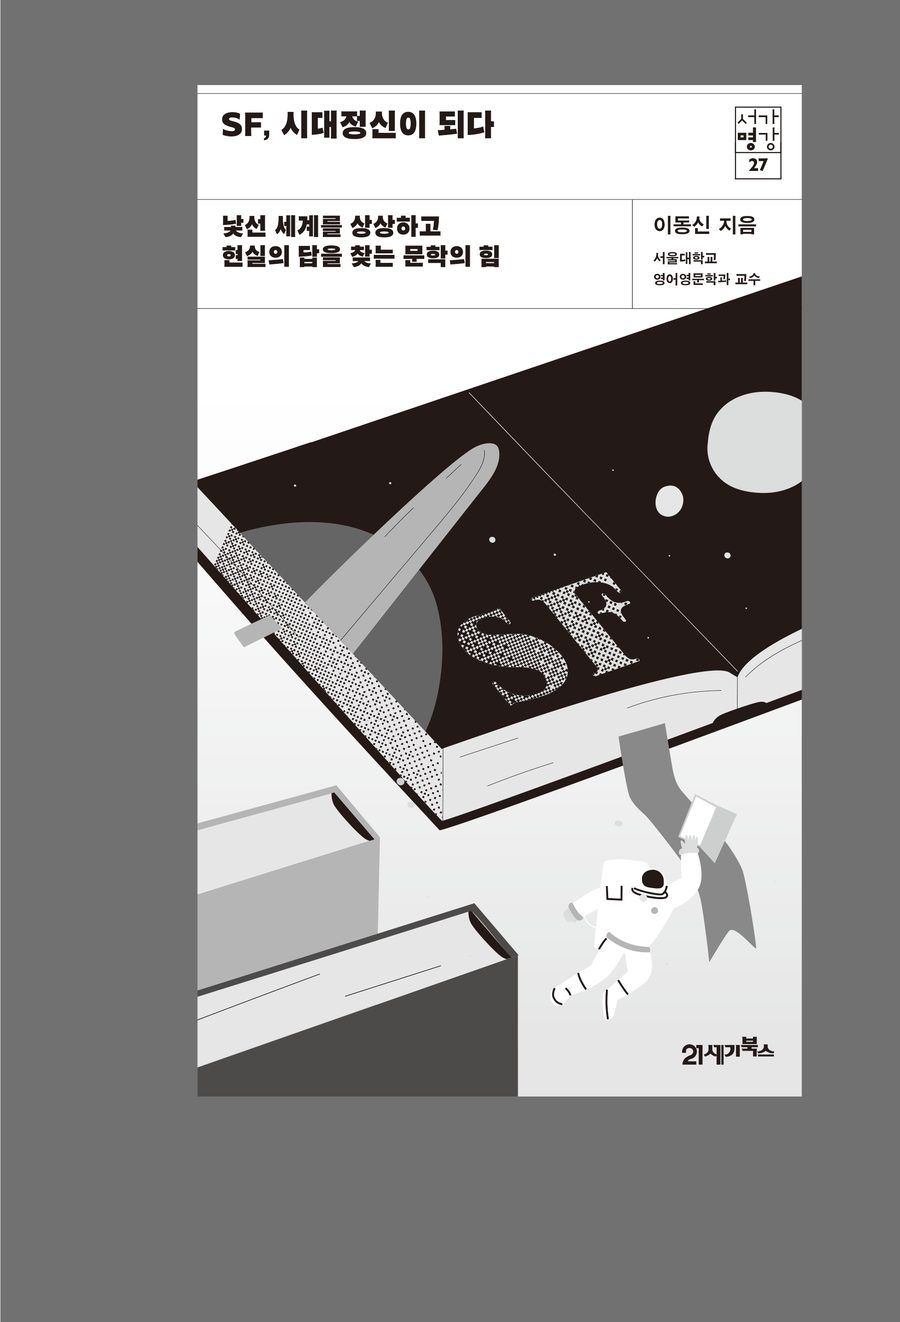 SF, 시대정신이 되다
서가
명강
27
낯선 세계를 상상하고
현실의 답을 찾는 문학의 힘
이동신 지음
서울대학교
영어영문학과 교수
SF
21세기북스